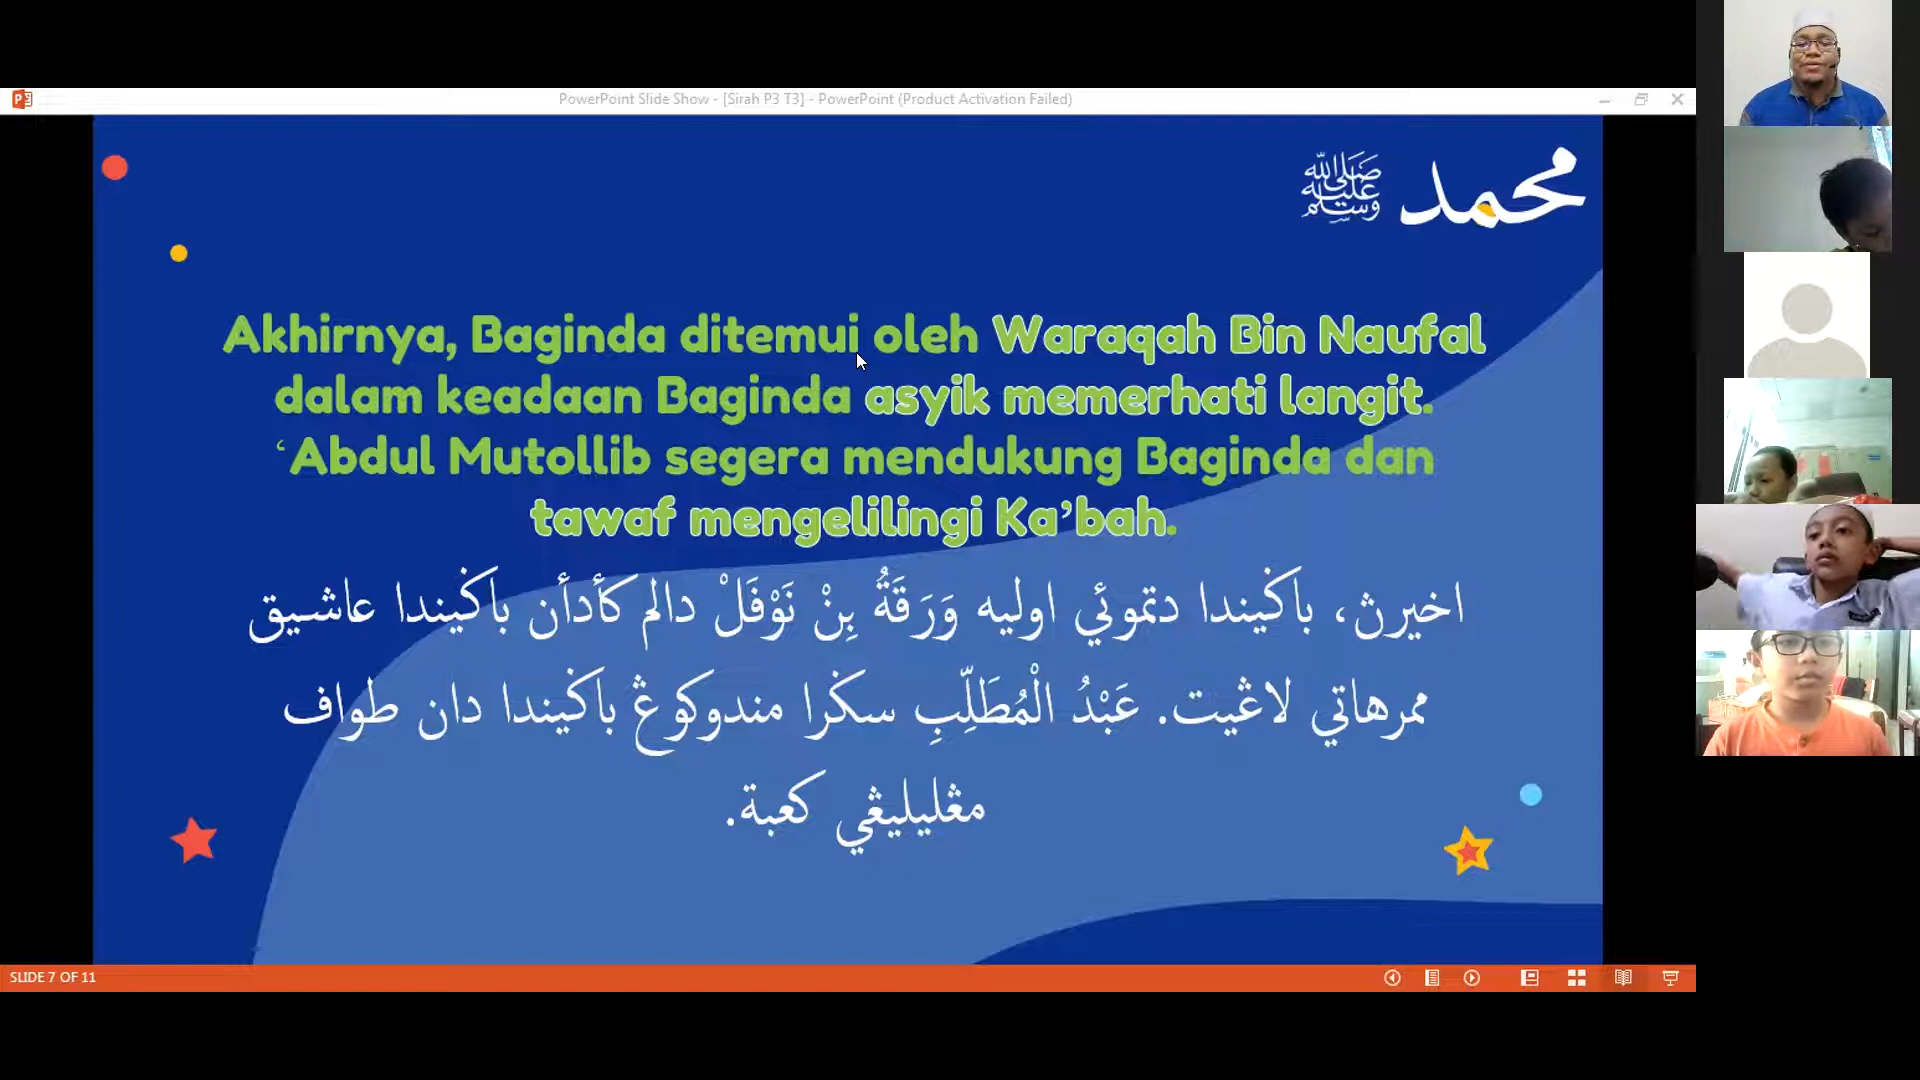 PowerPoint Slide Show - [Sirah P3 T3] - PowerPoint (Product Activation Failed)
محمد صلى الله عليه وسلم
Akhirnya, Baginda ditemui oleh Waraqah Bin Naufal
dalam keadaan Baginda asyik memerhati langit.
‘Abdul Mutollib segera mendukung Baginda dan
tawaf mengelilingi Ka’bah.
اخيرڽ، باݢيندا دتموئي اوليه وَرَقَةُ بِنْ نَوْفَلْ دالم كأدأن باݢيندا عاشيق
ممرهاتي لاڠيت. عَبْدُ الْمُطَلِّبِ سݢرا مندوكوڠ باݢيندا دان طواف
مڠليليڠي كعبة.
SLIDE 7 OF 11